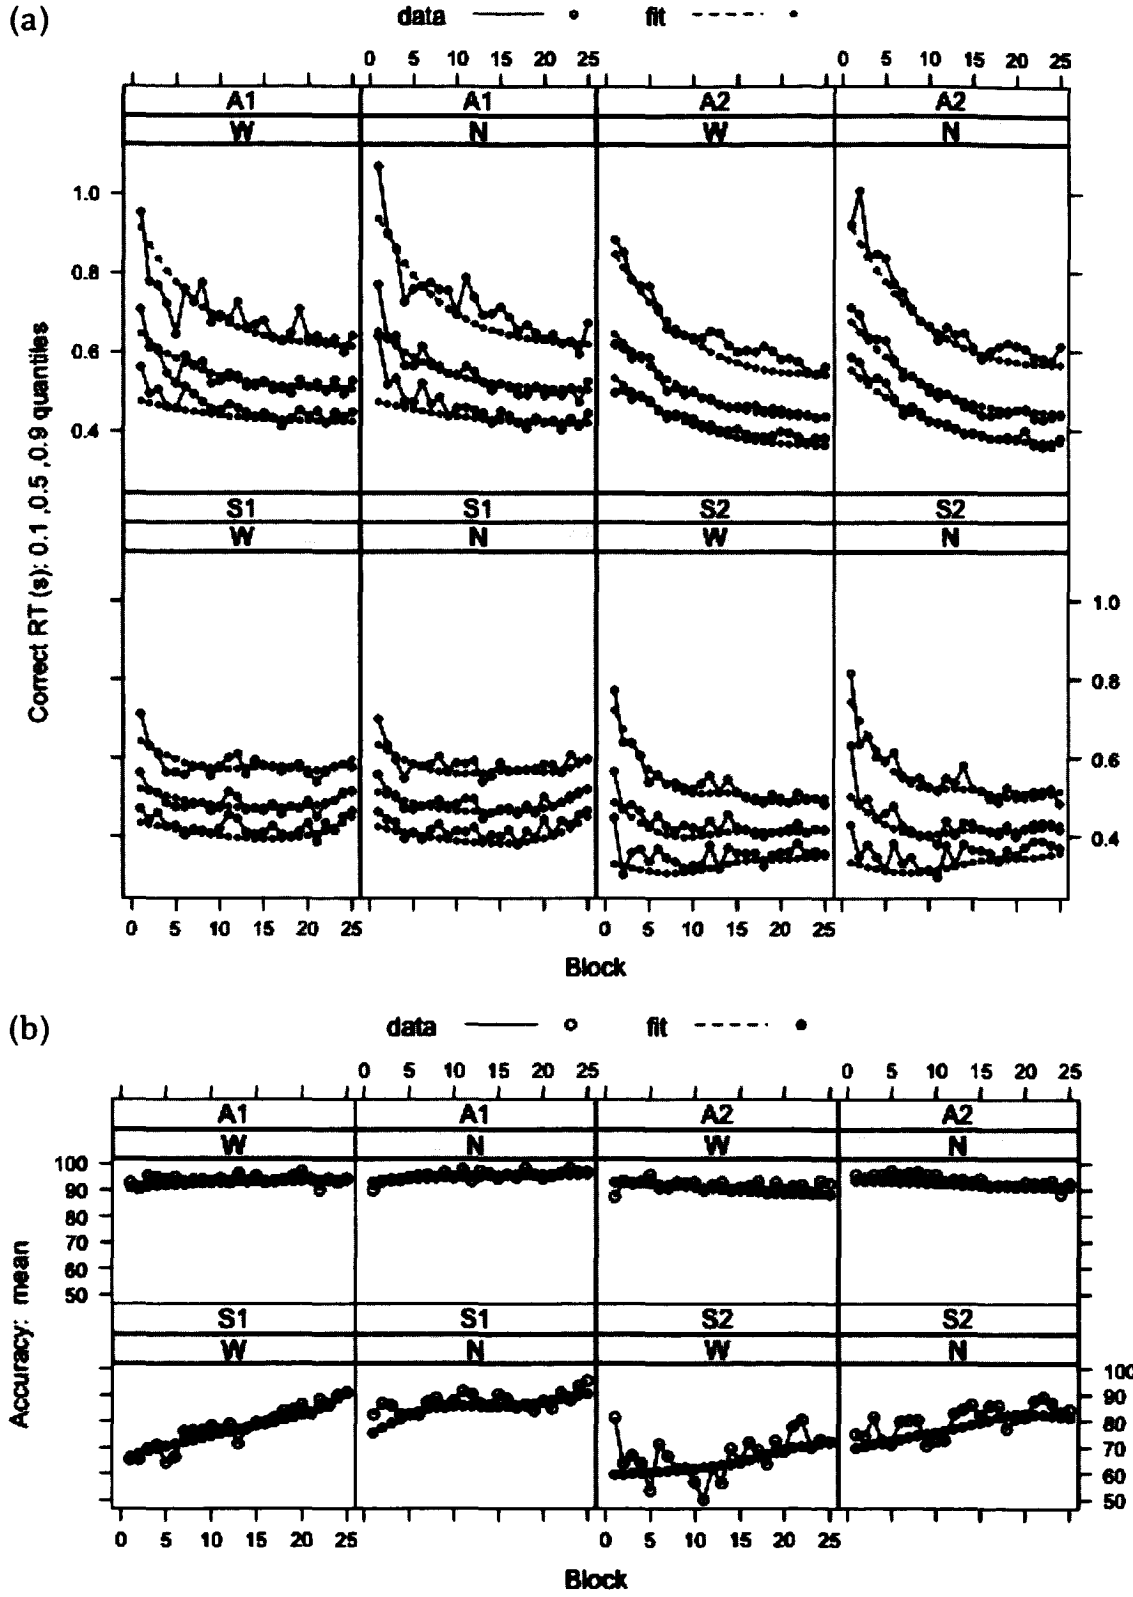 (a)
data fit
0 5 10 15 20 25 0 5 10 15 20 25
A1 A1 A2 A2
W N W N
1.0
0.8
0.6
0.4
Correct RT (s): 0.1 ,0.5 ,0.9 quantiles
S1 S1 S2 S2
W N W N
1.0
0.8
0.6
0.4
0 5 10 15 20 25 0 5 10 15 20 25
Block
(b)
data fit
0 5 10 15 20 25 0 5 10 15 20 25
A1 A1 A2 A2
W N W N
100
90
80
70
60
50
Accuracy: mean
S1 S1 S2 S2
W N W N
100
90
80
70
60
50
0 5 10 15 20 25 0 5 10 15 20 25
Block